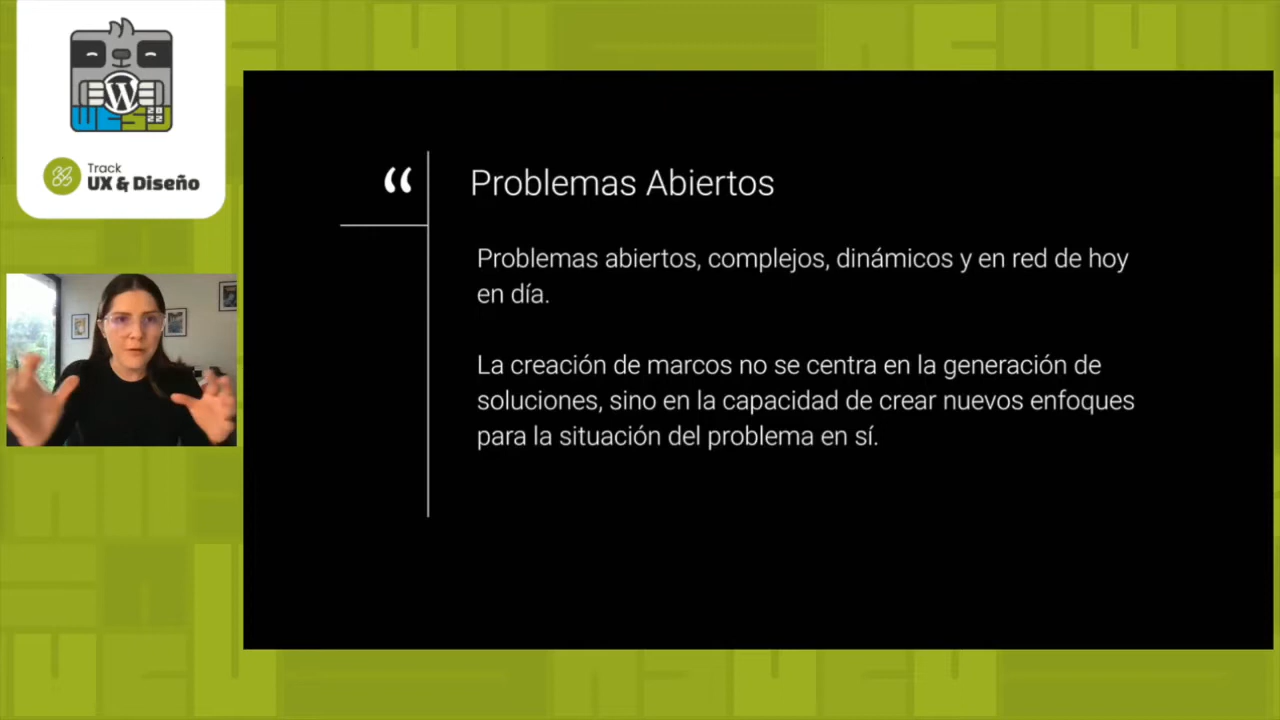 W
WESD
2022
Track
UX & Diseño
“
Problemas Abiertos
Problemas abiertos, complejos, dinámicos y en red de hoy
en día.
La creación de marcos no se centra en la generación de
soluciones, sino en la capacidad de crear nuevos enfoques
para la situación del problema en sí.